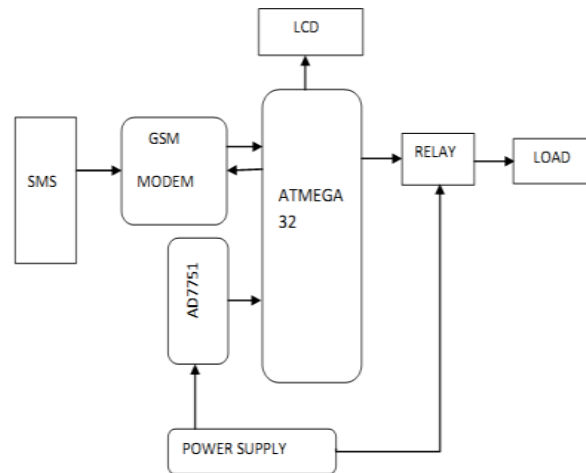 LCD
GSM
MODEM
SMS
ATMEGA
32
RELAY
LOAD
AD7751
POWER SUPPLY